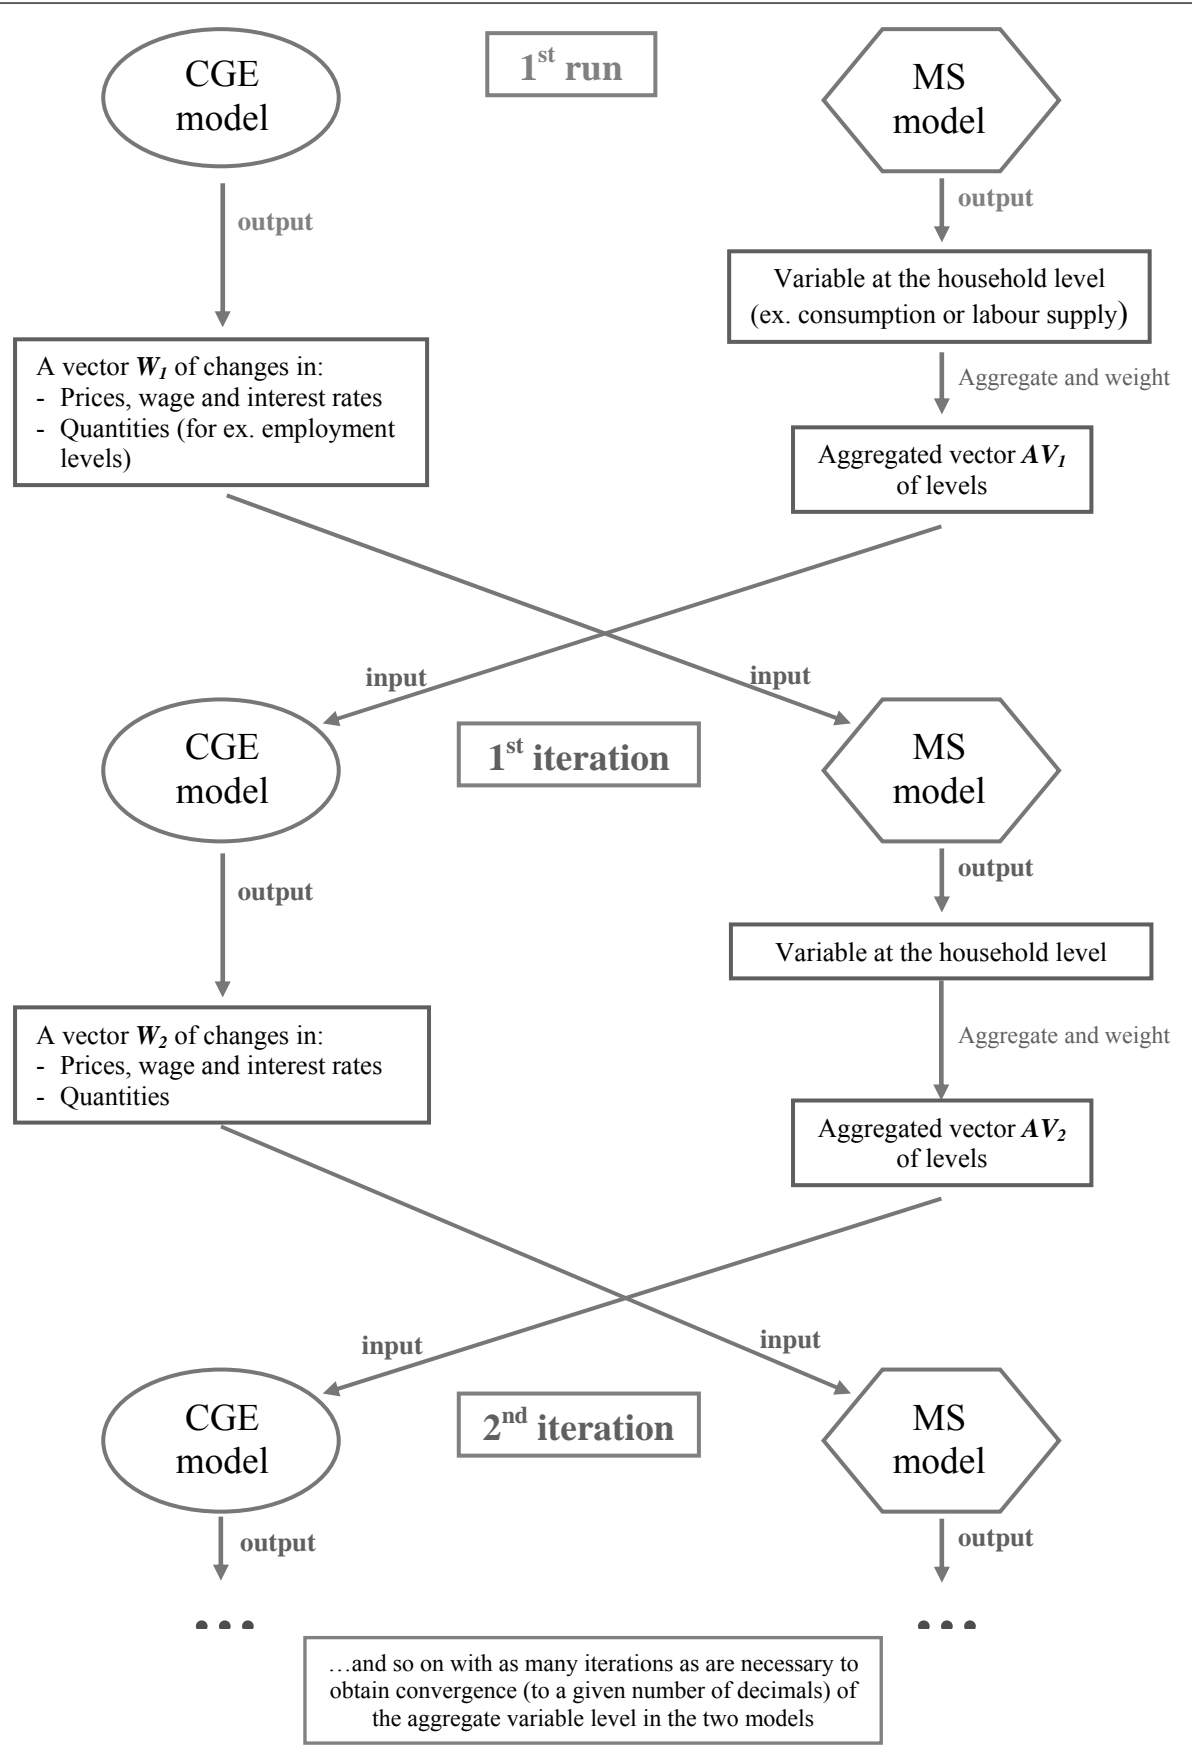 CGE
model
1st run
MS
model
output
output
Variable at the household level
(ex. consumption or labour supply)
A vector W1 of changes in:
- Prices, wage and interest rates
- Quantities (for ex. employment
levels)
Aggregate and weight
Aggregated vector AV1
of levels
input
input
CGE
model
1st iteration
MS
model
output
output
Variable at the household level
A vector W2 of changes in:
- Prices, wage and interest rates
- Quantities
Aggregate and weight
Aggregated vector AV2
of levels
input
input
CGE
model
2nd iteration
MS
model
output
output
...
...
…and so on with as many iterations as are necessary to
obtain convergence (to a given number of decimals) of
the aggregate variable level in the two models